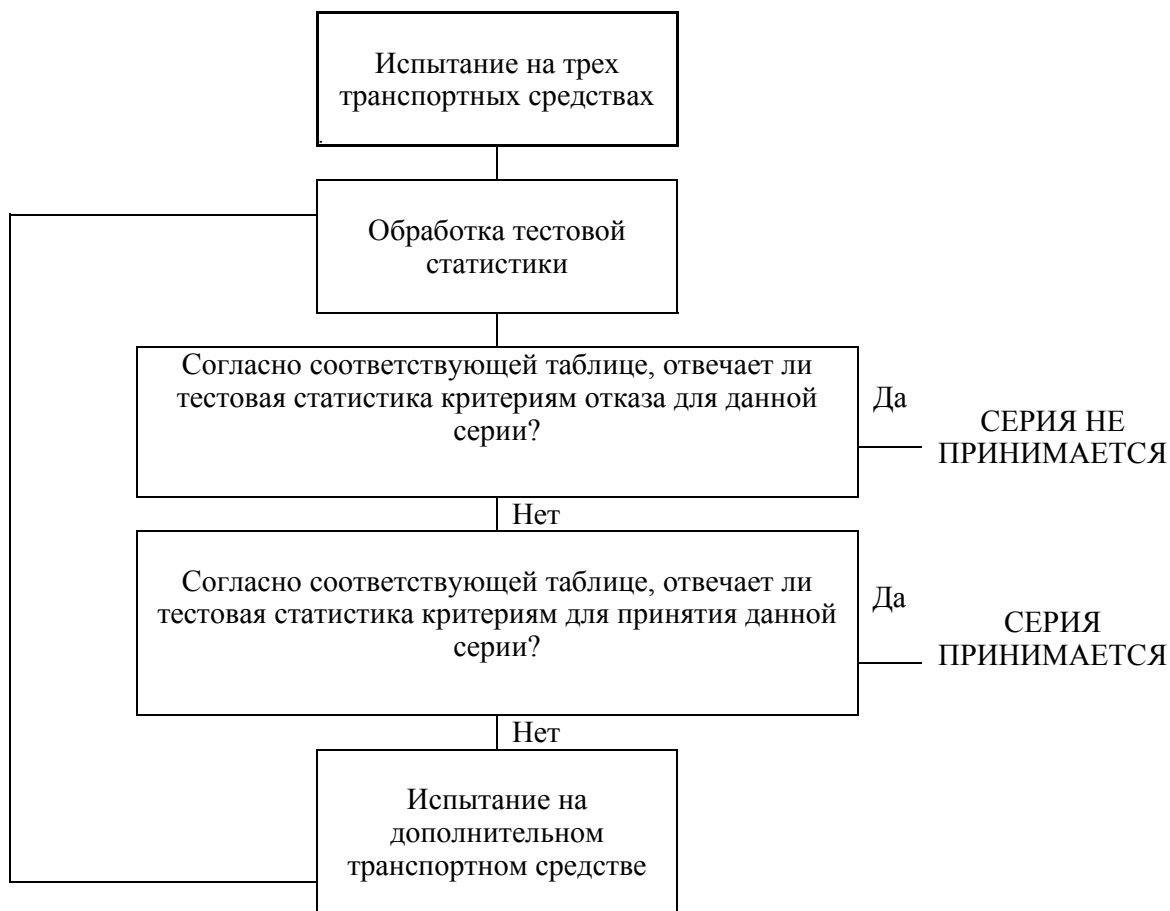 Испытание на трех
транспортных средствах
Обработка тестовой
статистики
Согласно соответствующей таблице, отвечает ли
тестовая статистика критериям отказа для данной
серии?
Да
СЕРИЯ НЕ
ПРИНИМАЕТСЯ
Нет
Согласно соответствующей таблице, отвечает ли
тестовая статистика критериям для принятия данной
серии?
Да
СЕРИЯ
ПРИНИМАЕТСЯ
Нет
Испытание на
дополнительном
транспортном средстве